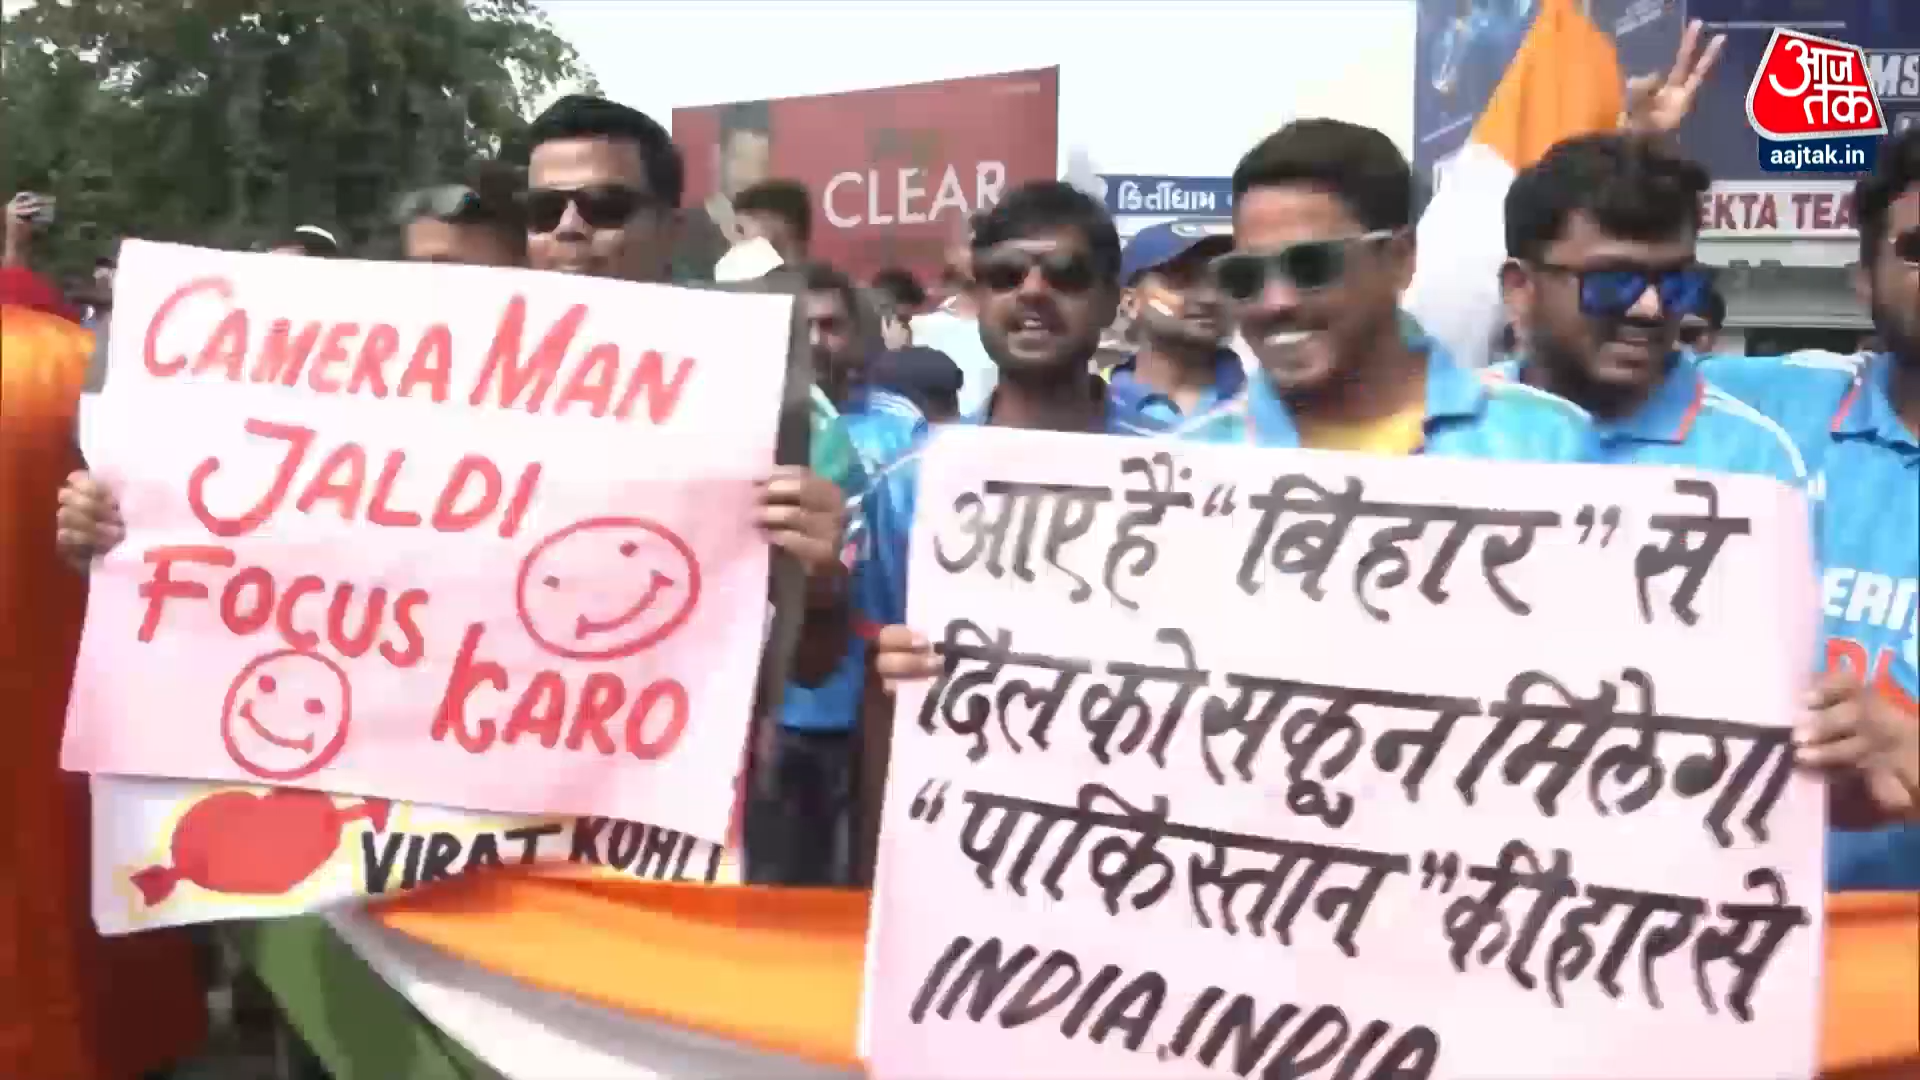 आज
तक
aajtak.in
CLEAR
કિર્તીધામ
EKTA TEA
CAMERA MAN
JALDI
FOCUS
KARO
VIRAT KOHLI
आए हैं “बिहार” से
दिल को सकून मिलेगा
“पाकिस्तान” की हार से
INDIA.INDIA